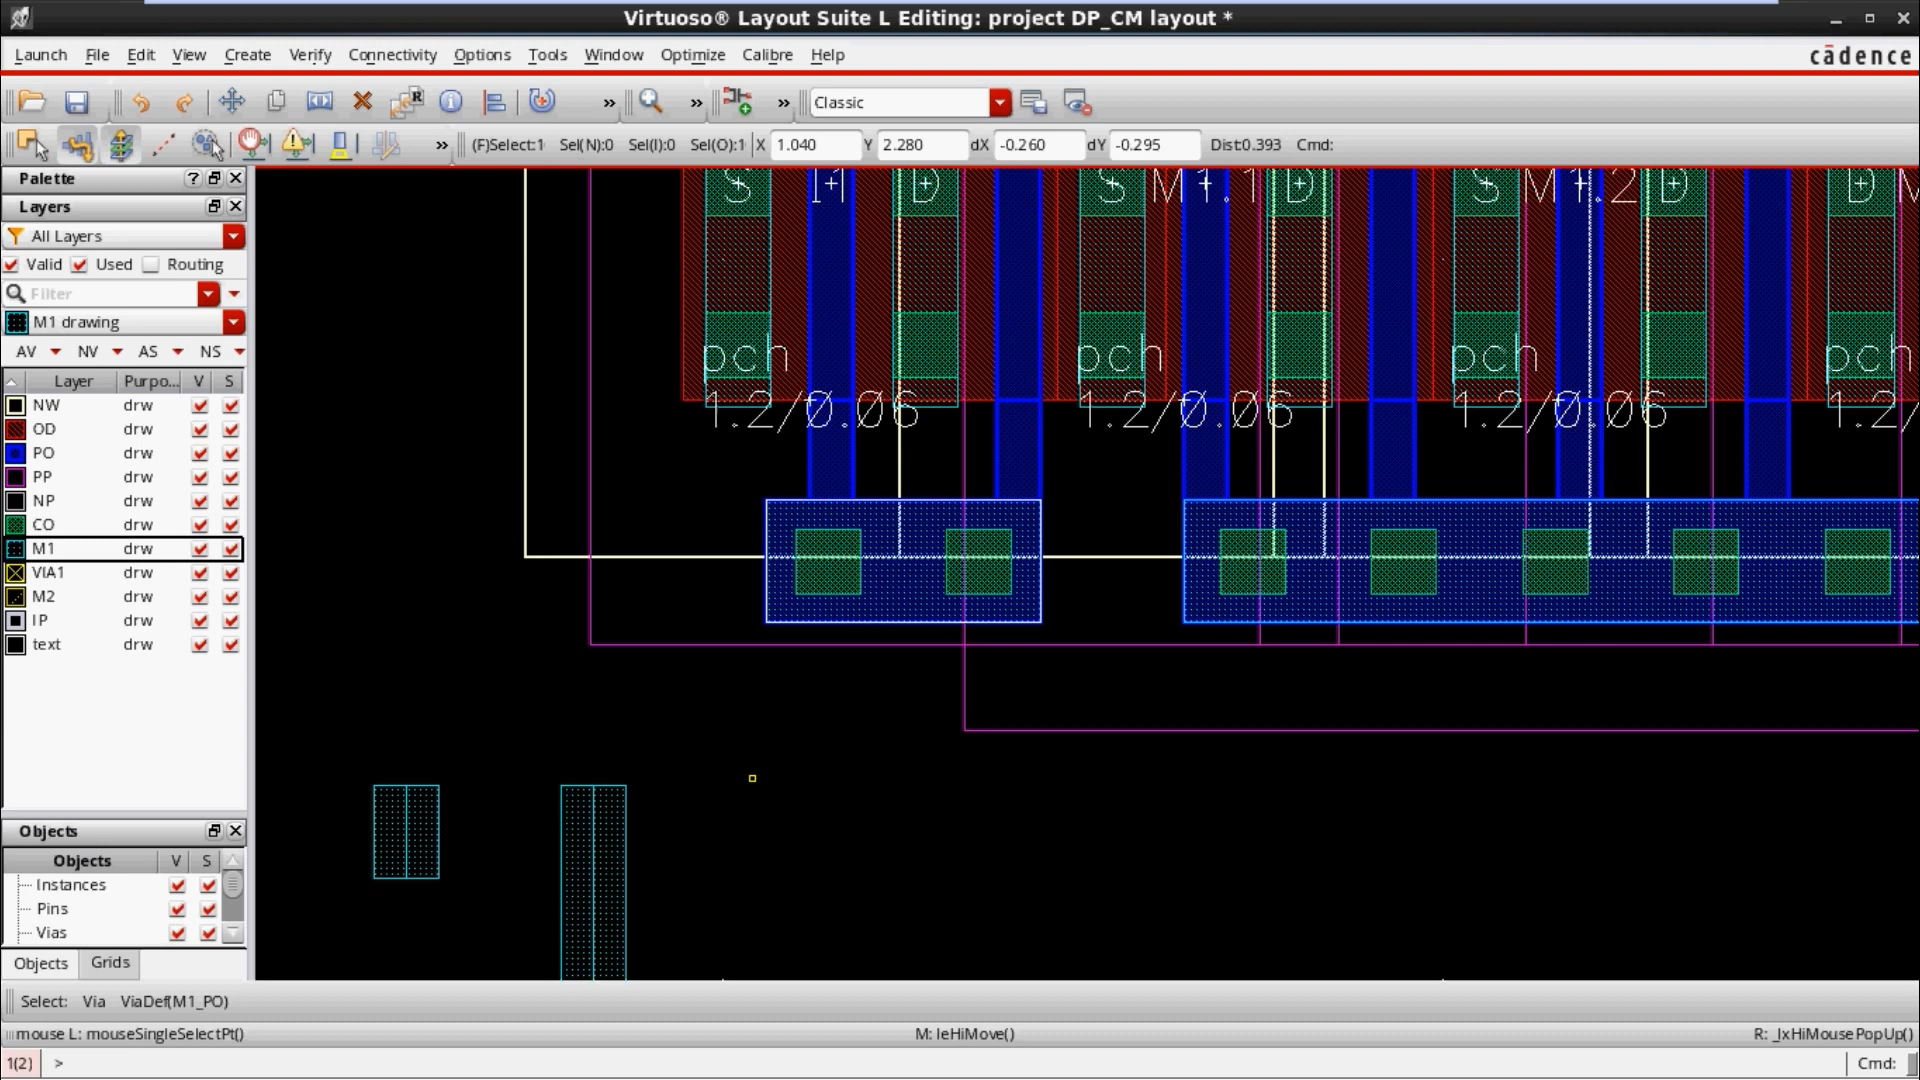 Virtuoso® Layout Suite L Editing: project DP_CM layout *
Launch File Edit View Create Verify Connectivity Options Tools Window Optimize Calibre Help
cādence
» » » Classic
» (F)Select:1 Sel(N):0 Sel(I):0 Sel(O):1 X 1.040 Y 2.280 dX -0.260 dY -0.295 Dist:0.393 Cmd:
Palette
Layers
All Layers
Valid Used Routing
Filter
M1 drawing
AV NV AS NS
Layer Purpo... V S
NW drw
OD drw
PO drw
PP drw
NP drw
CO drw
M1 drw
VIA1 drw
M2 drw
IP drw
text drw
Objects
Objects V S
Instances
Pins
Vias
Objects Grids
S D S M1.1 D S M1.2 D D M
pch pch pch pch
1.2/0.06 1.2/0.06 1.2/0.06 1.2/
Select: Via ViaDef(M1_PO)
mouse L: mouseSingleSelectPt() M: leHiMove() R: _lxHiMousePopUp()
1(2) > Cmd: